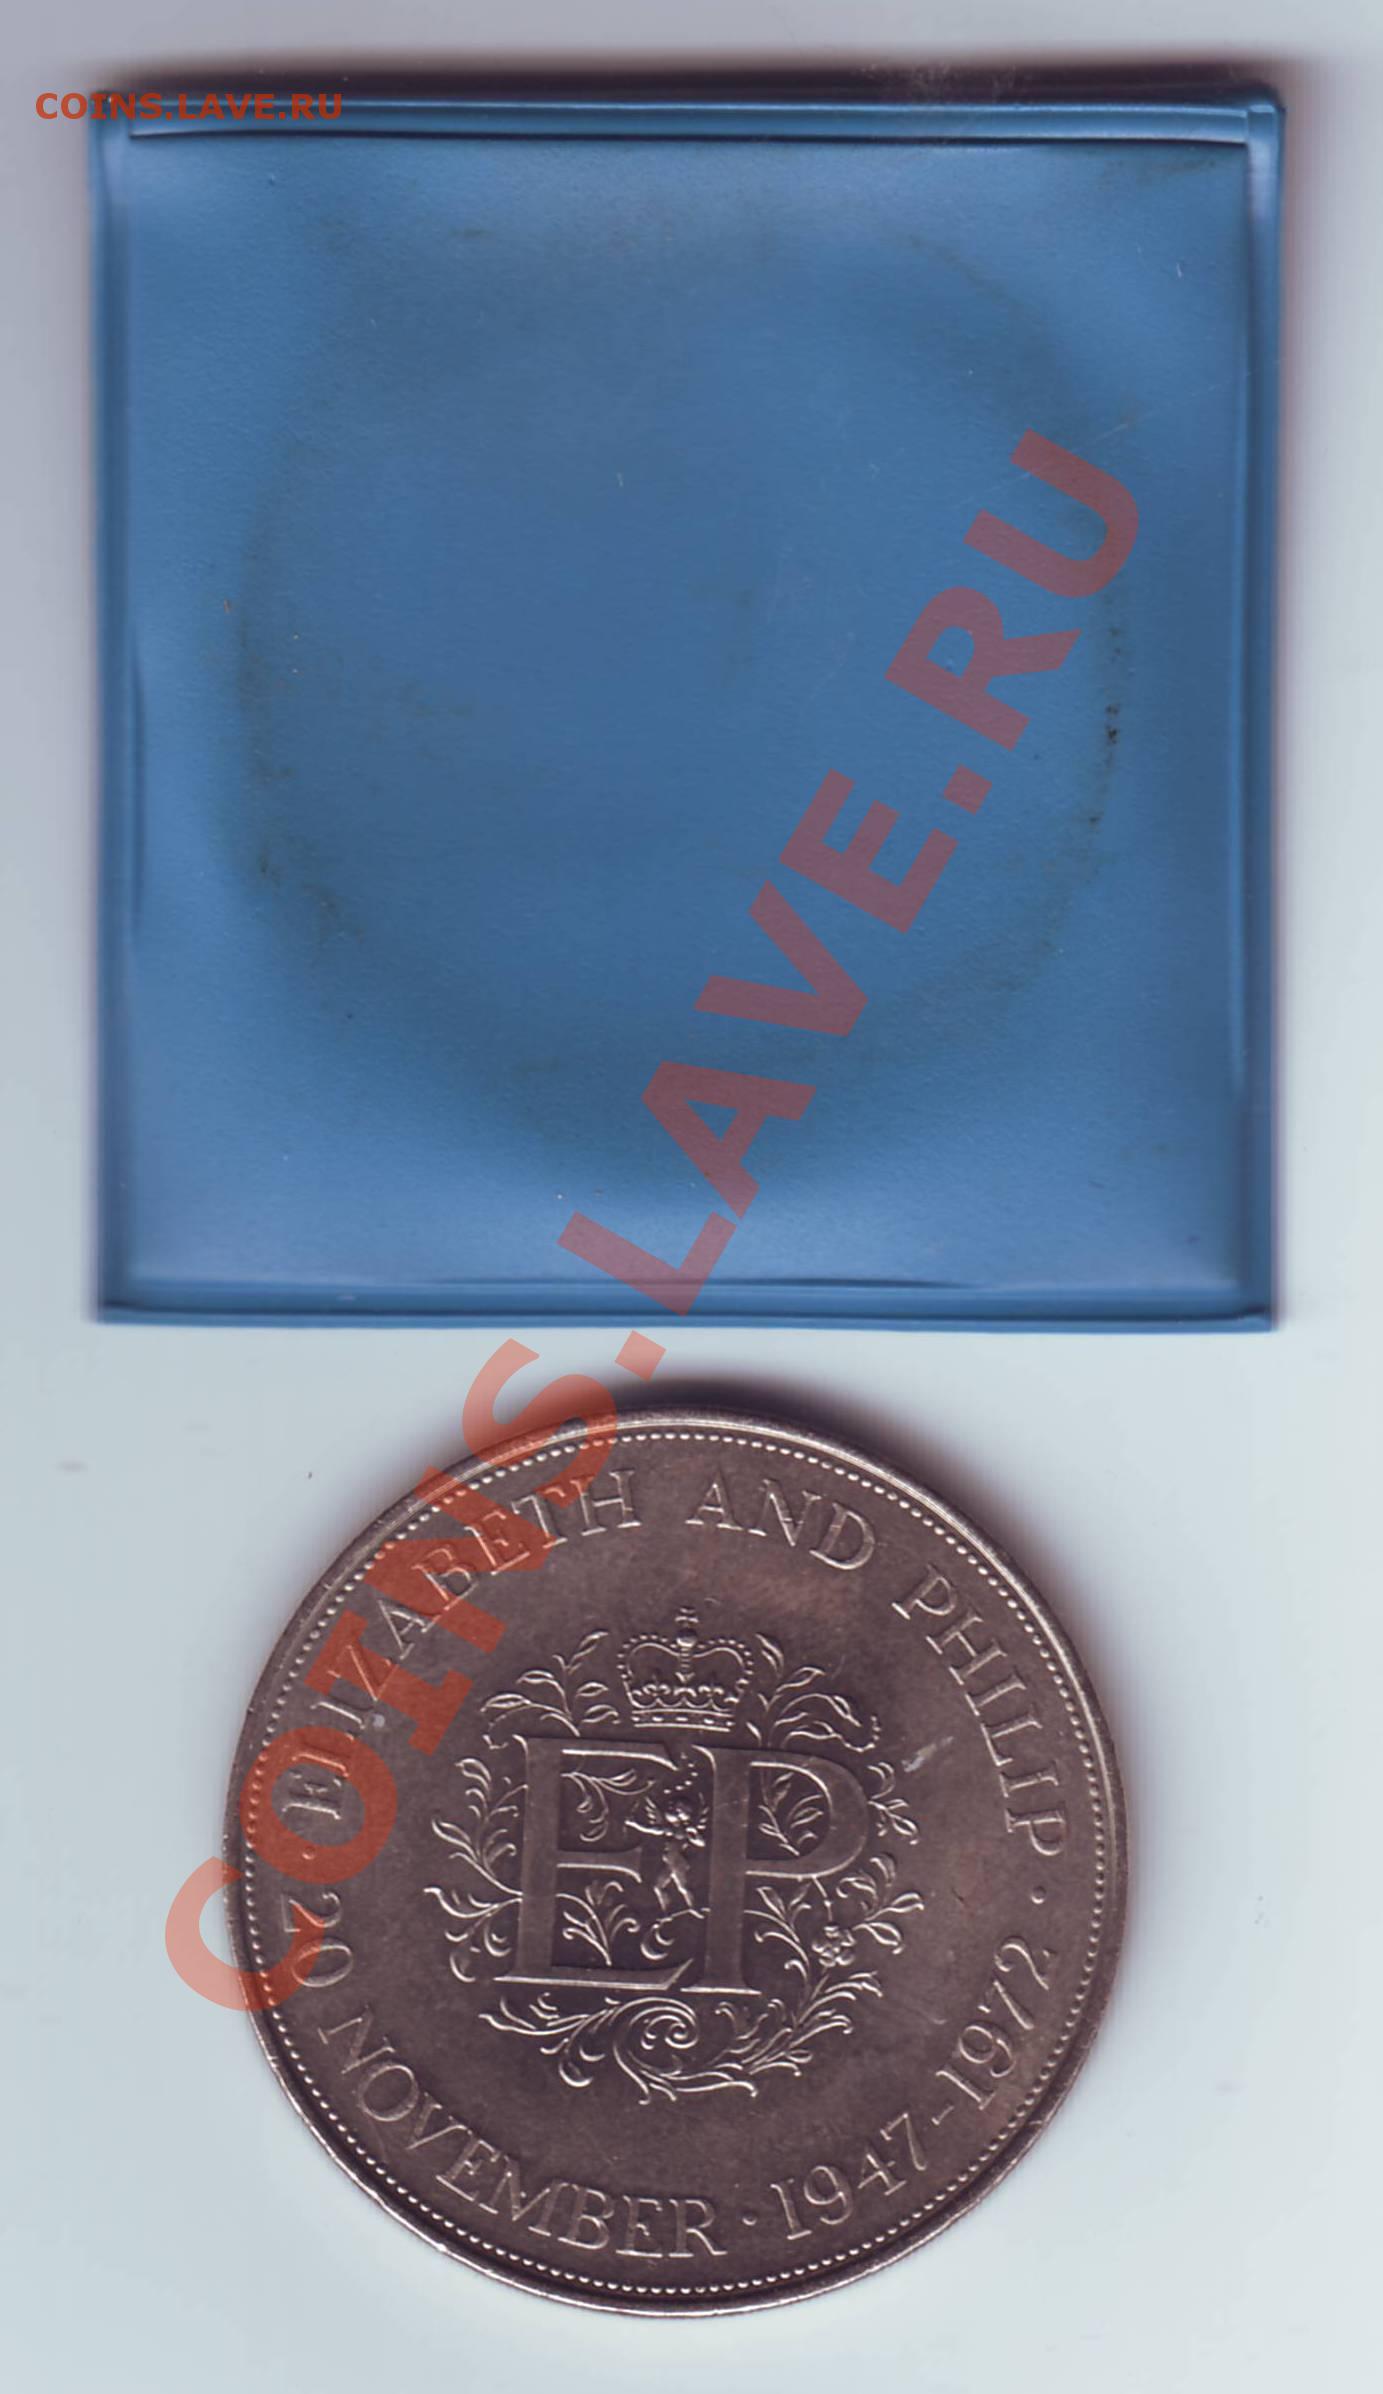 COINS.LAVE.RU
COINS.LAVE.RU
ELIZABETH AND PHILIP · 20 NOVEMBER · 1947-1972 ·
EP